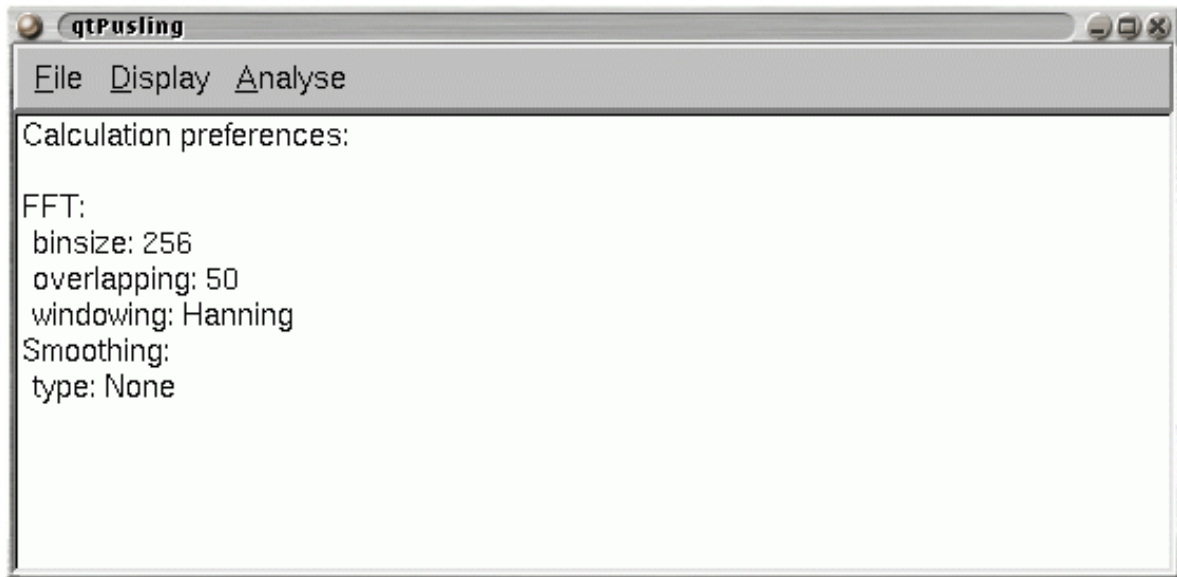 qtPusling
File Display Analyse
Calculation preferences:
FFT:
binsize: 256
overlapping: 50
windowing: Hanning
Smoothing:
type: None